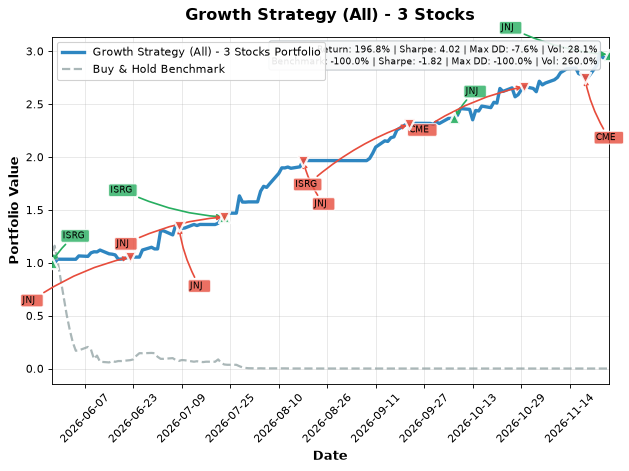 Growth Strategy (All) - 3 Stocks
JNJ
Growth Strategy (All) - 3 Stocks Portfolio
Buy & Hold Benchmark
eturn: 196.8% | Sharpe: 4.02 | Max DD: -7.6% | Vol: 28.1%
Benchmark: -100.0% | Sharpe: -1.82 | Max DD: -100.0% | Vol: 260.0%
3.0
2.5
2.0
1.5
1.0
0.5
0.0
Portfolio Value
JNJ
CME
CME
ISRG
ISRG
JNJ
ISRG
JNJ
JNJ
JNJ
2026-06-07
2026-06-23
2026-07-09
2026-07-25
2026-08-10
2026-08-26
2026-09-11
2026-09-27
2026-10-13
2026-10-29
2026-11-14
Date